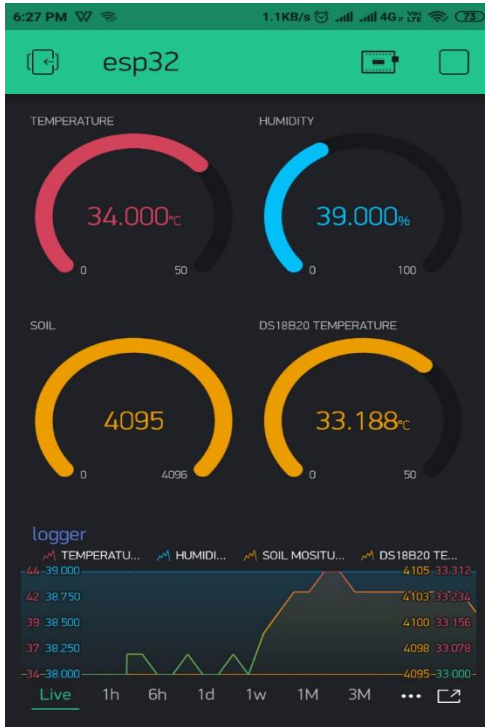 6:27 PM 1.1KB/s 4G VoLTE 73
esp32
TEMPERATURE HUMIDITY
34.000°C 39.000%
0 50 0 100
SOIL DS18B20 TEMPERATURE
4095 33.188°C
0 4096 0 50
logger
TEMPERATU... HUMIDI... SOIL MOSITU... DS18B20 TE...
44 39.000 4105 33.312
42 38.750 4103 33.234
39 38.500 4100 33.156
37 38.250 4098 33.078
34 38.000 4095 33.000
Live 1h 6h 1d 1w 1M 3M ...